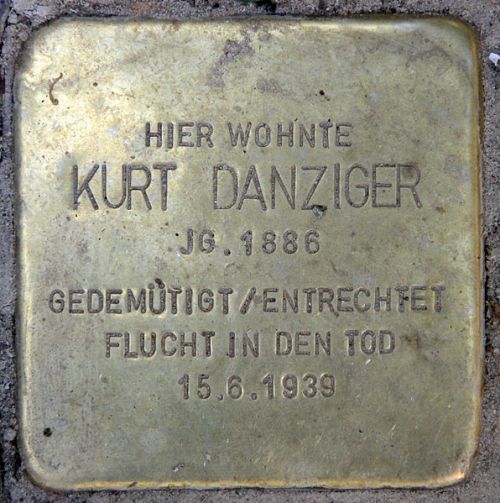 HIER WOHNTE
KURT DANZIGER
JG. 1886
GEDEMÜTIGT/ENTRECHTET
FLUCHT IN DEN TOD
15.6.1939